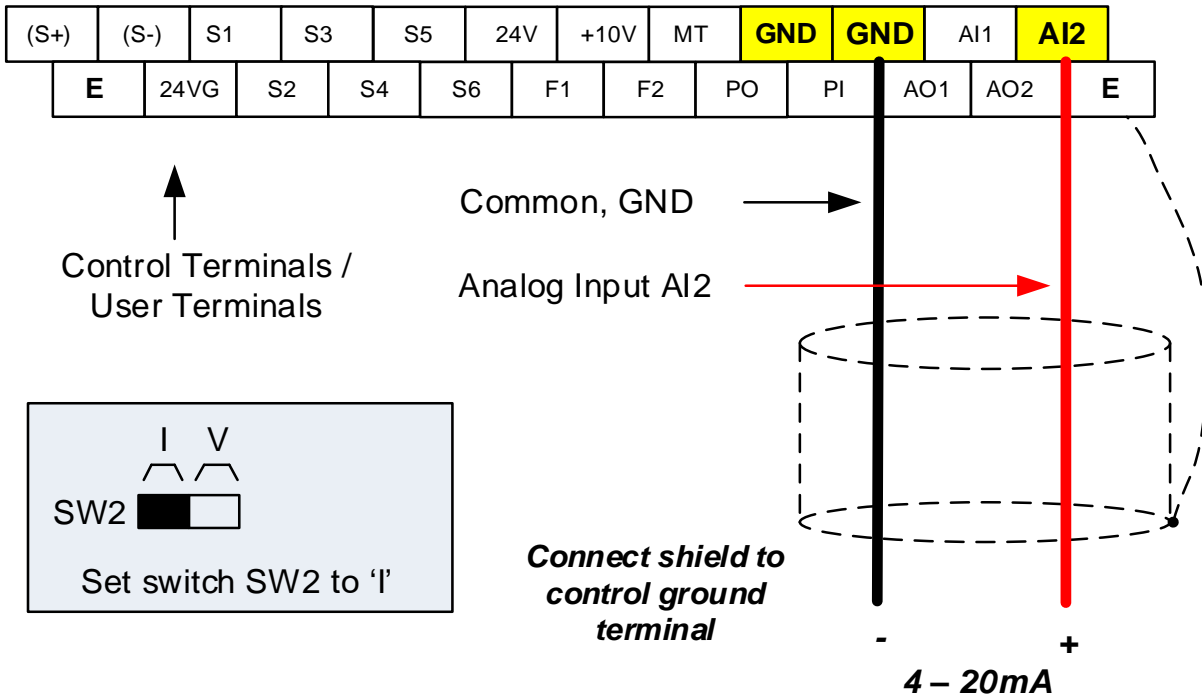 (S+) (S-) S1 S3 S5 24V +10V MT GND GND AI1 AI2
E 24VG S2 S4 S6 F1 F2 PO PI AO1 AO2 E
Common, GND
Control Terminals /
User Terminals
Analog Input AI2
I V
SW2
Set switch SW2 to ‘I’
Connect shield to
control ground
terminal
- +
4 – 20mA